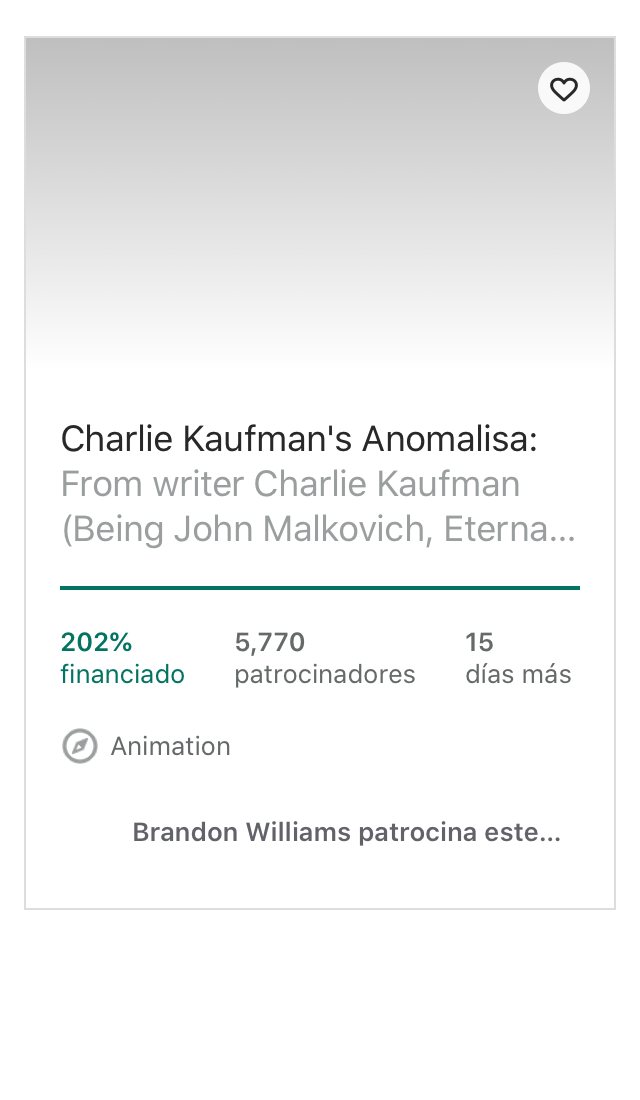 Charlie Kaufman's Anomalisa:
From writer Charlie Kaufman
(Being John Malkovich, Eterna...
202%
financiado
5,770
patrocinadores
15
días más
Animation
Brandon Williams patrocina este...